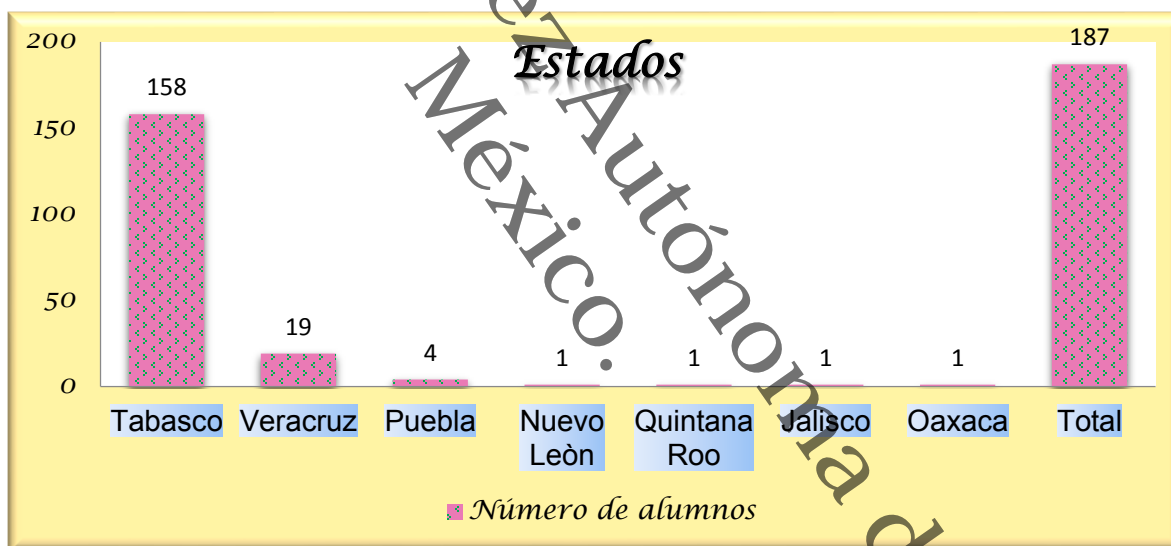 Estados
200
150
100
50
0
158
19
4
1
1
1
1
187
Tabasco
Veracruz
Puebla
Nuevo
Leòn
Quintana
Roo
Jalisco
Oaxaca
Total
Número de alumnos
Autónoma d
México.